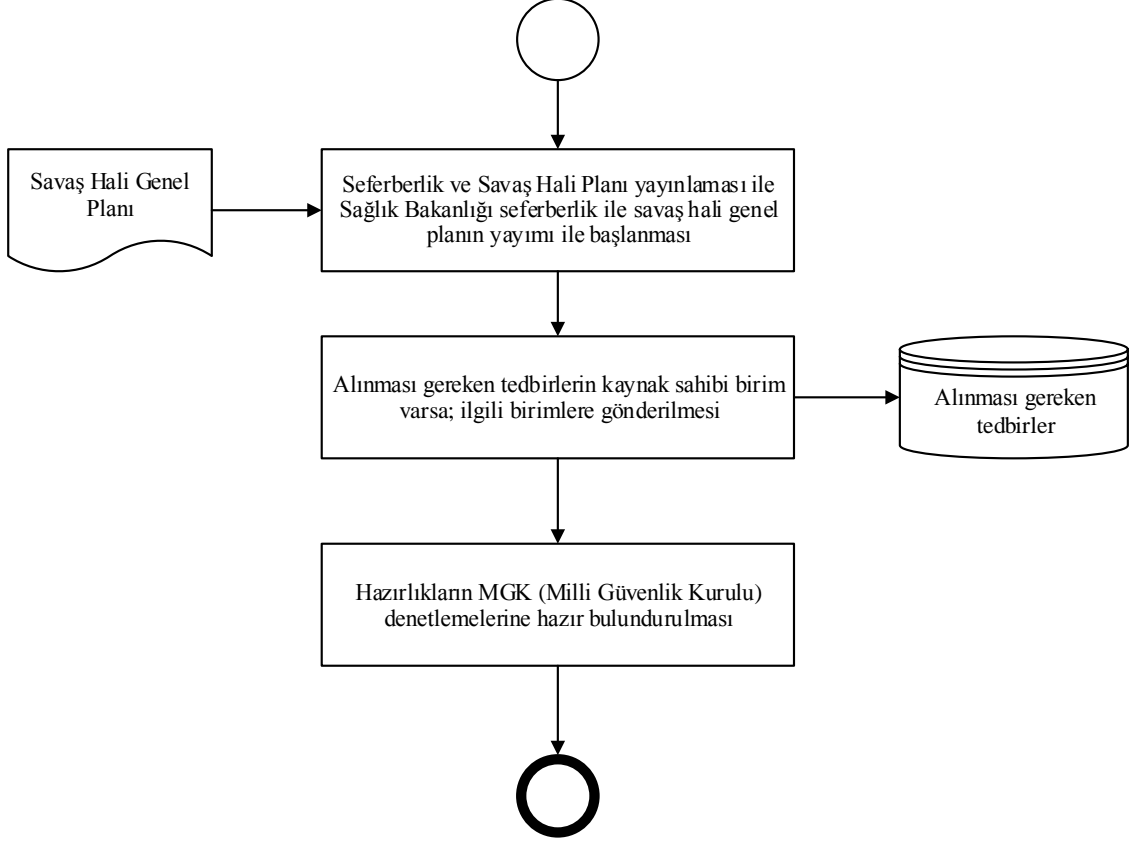 Savaş Hali Genel
Planı
Seferberlik ve Savaş Hali Planı yayınlaması ile
Sağlık Bakanlığı seferberlik ile savaş hali genel
planın yayımı ile başlanması
Alınması gereken tedbirlerin kaynak sahibi birim
varsa; ilgili birimlere gönderilmesi
Alınması gereken
tedbirler
Hazırlıkların MGK (Milli Güvenlik Kurulu)
denetlemelerine hazır bulundurulması